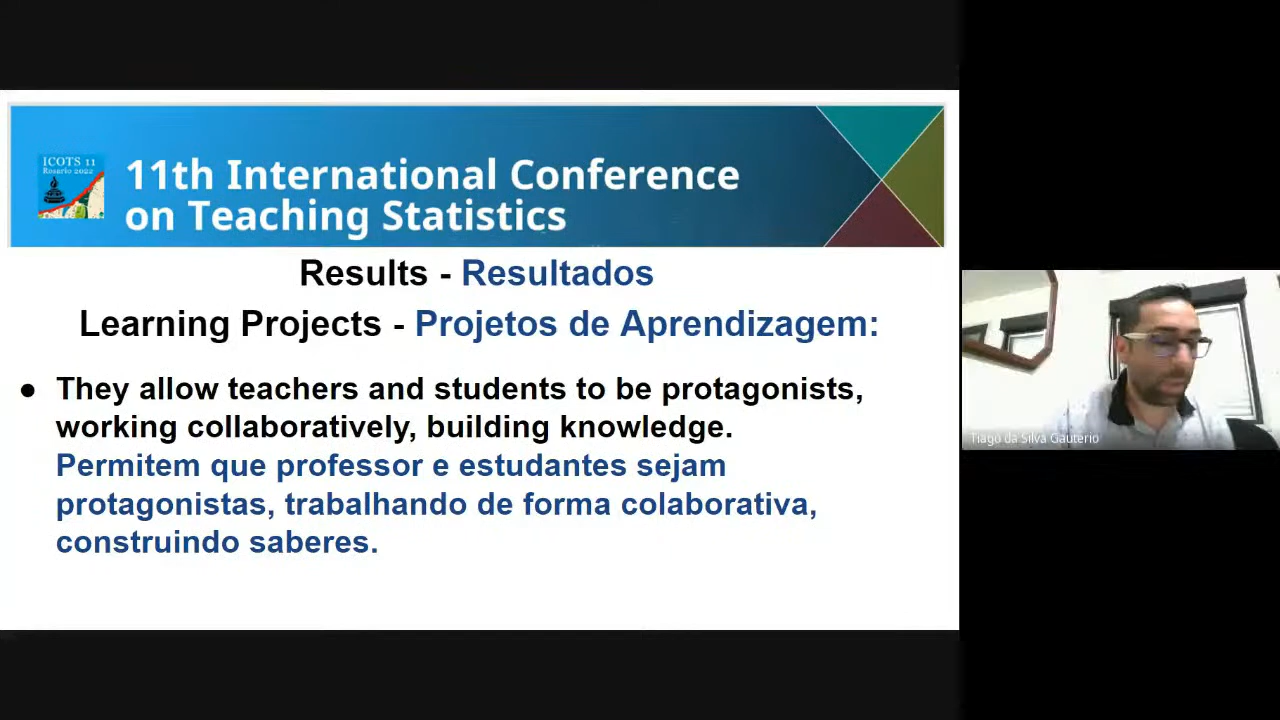 ICOTS 11
Rosario 2022
11th International Conference
on Teaching Statistics
Results - Resultados
Learning Projects - Projetos de Aprendizagem:
● They allow teachers and students to be protagonists,
working collaboratively, building knowledge.
Permitem que professor e estudantes sejam
protagonistas, trabalhando de forma colaborativa,
construindo saberes.
Tiago da Silva Gautério